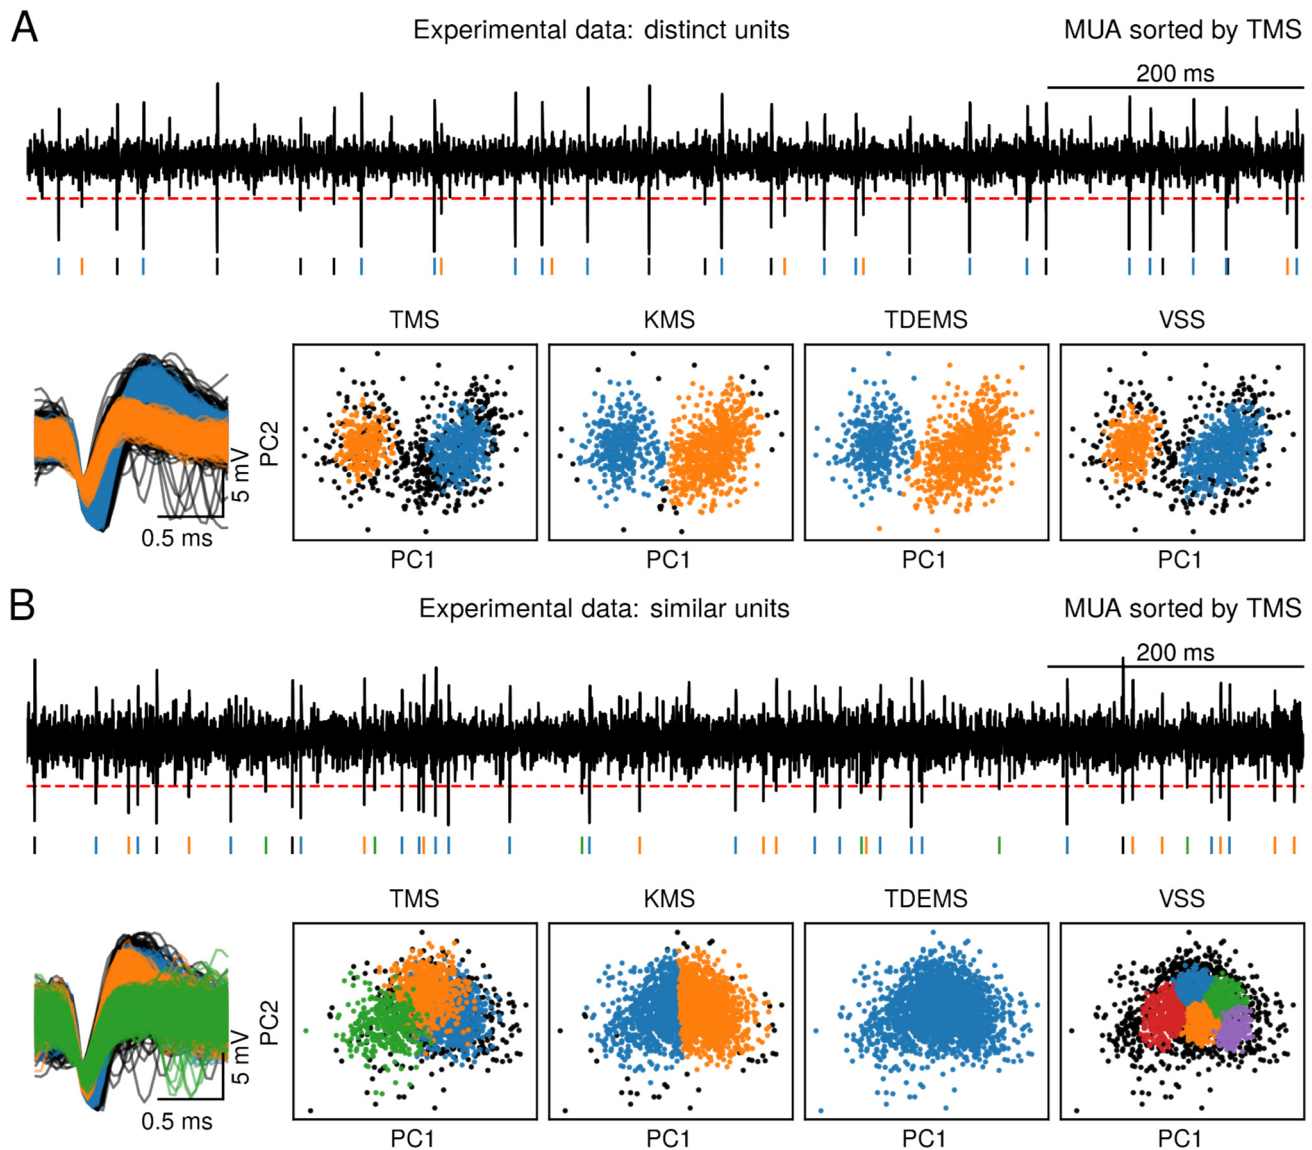 A
Experimental data: distinct units
MUA sorted by TMS
200 ms
TMS
KMS
TDEMS
VSS
5 mV
0.5 ms
PC2
PC1
PC1
PC1
PC1
B
Experimental data: similar units
MUA sorted by TMS
200 ms
TMS
KMS
TDEMS
VSS
5 mV
0.5 ms
PC2
PC1
PC1
PC1
PC1